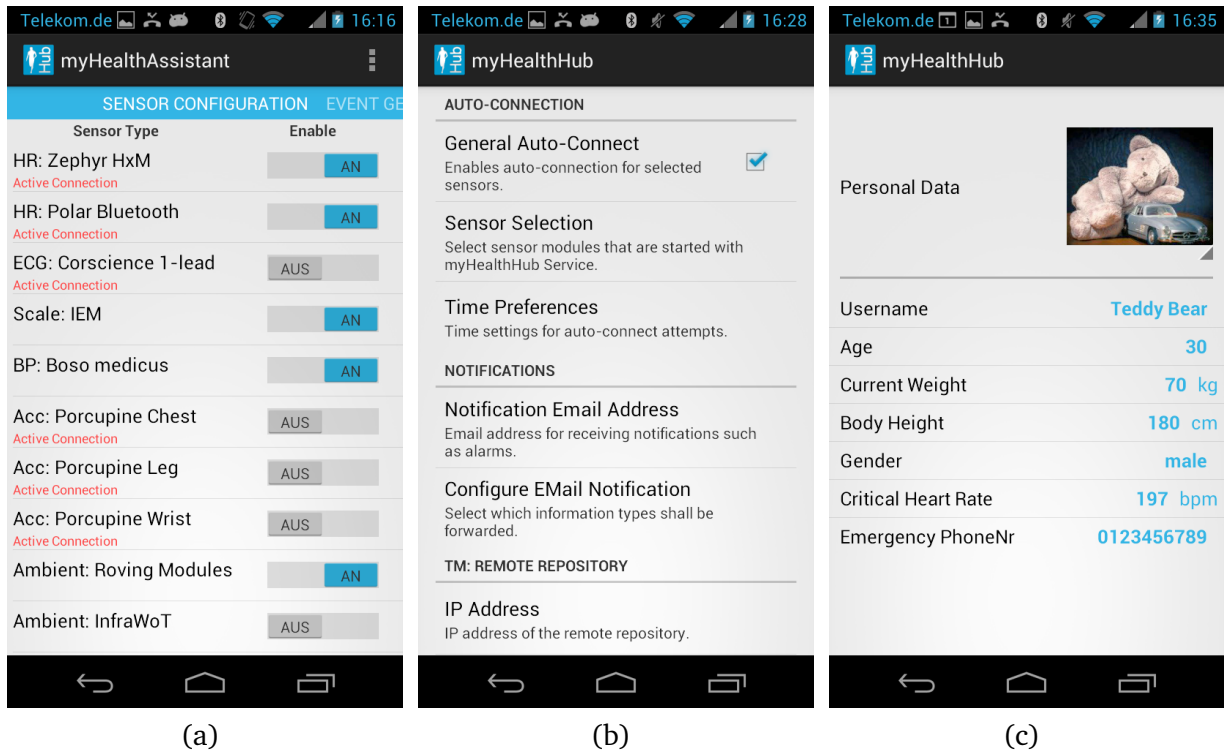 Telekom.de 16:16
Hub myHealthAssistant
SENSOR CONFIGURATION EVENT GE
Sensor Type Enable
HR: Zephyr HxM AN
Active Connection
HR: Polar Bluetooth AN
Active Connection
ECG: Corscience 1-lead AUS
Active Connection
Scale: IEM AN
BP: Boso medicus AN
Acc: Porcupine Chest AUS
Active Connection
Acc: Porcupine Leg AUS
Active Connection
Acc: Porcupine Wrist AUS
Active Connection
Ambient: Roving Modules AN
Ambient: InfraWoT AUS
(a)
Telekom.de 16:28
Hub myHealthHub
AUTO-CONNECTION
General Auto-Connect
Enables auto-connection for selected
sensors.
Sensor Selection
Select sensor modules that are started with
myHealthHub Service.
Time Preferences
Time settings for auto-connect attempts.
NOTIFICATIONS
Notification Email Address
Email address for receiving notifications such
as alarms.
Configure EMail Notification
Select which information types shall be
forwarded.
TM: REMOTE REPOSITORY
IP Address
IP address of the remote repository.
(b)
Telekom.de 1 16:35
Hub myHealthHub
Personal Data
Username Teddy Bear
Age 30
Current Weight 70 kg
Body Height 180 cm
Gender male
Critical Heart Rate 197 bpm
Emergency PhoneNr 0123456789
(c)